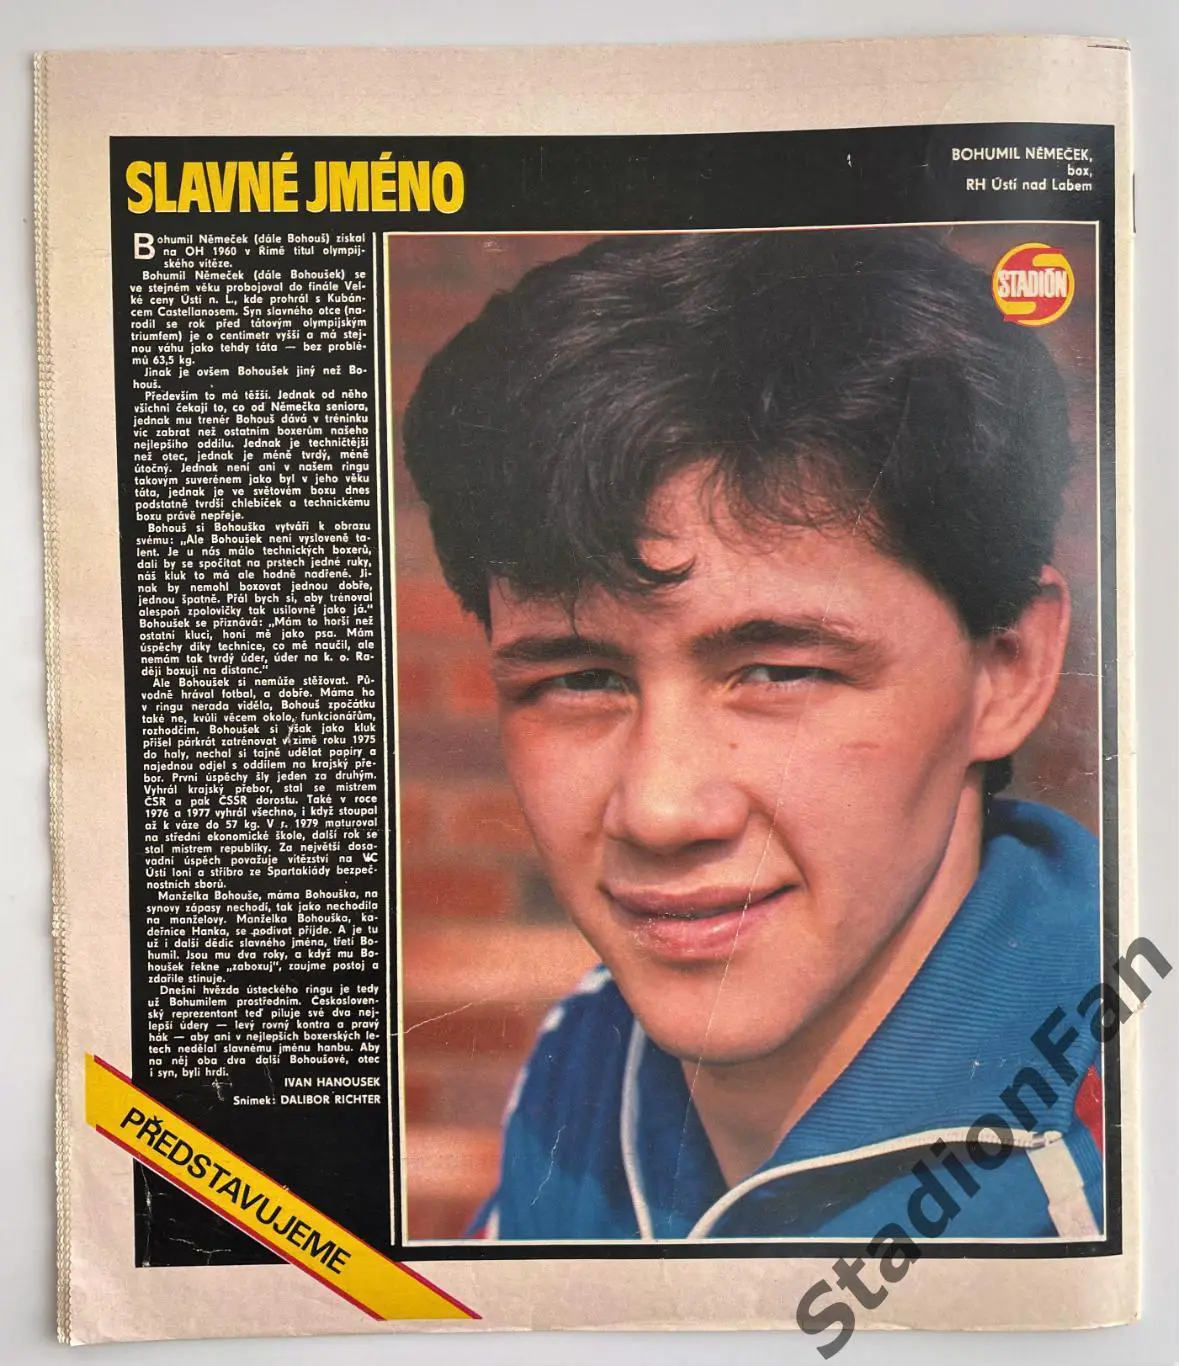 SLAVNÉ JMÉNO
BOHUMIL NĚMEČEK,
box,
RH Ústí nad Labem
STADIÓN
Bohumil Němeček (dále Bohouš) získal
na OH 1960 v Římě titul olympij-
ského vítěze.
Bohumil Němeček (dále Bohoušek) se
ve stejném věku probojoval do finále Vel-
ké ceny Ústí n. L., kde prohrál s Kubán-
cem Castellanosem. Syn slavného otce (na-
rodil se rok před tátovým olympijským
triumfem) je o centimetr vyšší a má stej-
nou váhu jako tehdy táta — bez problé-
mů 63,5 kg.
Jinak je ovšem Bohoušek jiný než Bo-
houš.
Především to má těžší. Jednak od něho
všichni čekají to, co od Němečka seniora,
jednak mu trenér Bohouš dává v tréninku
víc zabrat než ostatním boxerům našeho
nejlepšího oddílu. Jednak je techničtější
než otec, jednak je méně tvrdý, méně
útočný. Jednak není ani v našem ringu
takovým suverénem jako byl v jeho věku
táta, jednak je ve světovém boxu dnes
podstatně tvrdší chlebíček a technickému
boxu právě nepřeje.
Bohouš si Bohouška vytváří k obrazu
svému: „Ale Bohoušek není vysloveně ta-
lent. Je u nás málo technických boxerů,
dali by se spočítat na prstech jedné ruky,
náš kluk to má ale hodně nadřené. Ji-
nak by nemohl boxovat jednou dobře,
jednou špatně. Přál bych si, aby trénoval
alespoň zpolovičky tak usilovně jako já.“
Bohoušek se přiznává: „Mám to horší než
ostatní kluci, honí mě jako psa. Mám
úspěchy díky technice, co mě naučil, ale
nemám tak tvrdý úder, úder na k. o. Ra-
ději boxuji na distanc.“
Ale Bohoušek si nemůže stěžovat. Pů-
vodně hrával fotbal, a dobře. Máma ho
v ringu nerada viděla, Bohouš zpočátku
také ne, kvůli věcem okolo, funkcionářům,
rozhodčím. Bohoušek si však jako kluk
přišel párkrát zatrénovat v zimě roku 1975
do haly, nechal si tajně udělat papíry a
najednou odjel s oddílem na krajský pře-
bor. První úspěchy šly jeden za druhým.
Vyhrál krajský přebor, stal se mistrem
ČSR a pak ČSSR dorostu. Také v roce
1976 a 1977 vyhrál všechno, i když stoupal
až k váze do 57 kg. V r. 1979 maturoval
na střední ekonomické škole, další rok se
stal mistrem republiky. Za největší dosa-
vadní úspěch považuje vítězství na VC
Ústí loni a stříbro ze Spartakiády bezpeč-
nostních sborů.
Manželka Bohouše, máma Bohouška, na
synovy zápasy nechodí, tak jako nechodila
na manželovy. Manželka Bohouška, ka-
deřnice Hanka, se podívat přijde. A je tu
už i další dědic slavného jména, třetí Bo-
humil. Jsou mu dva roky, a když mu Bo-
houšek řekne „zaboxuj“, zaujme postoj a
zdařile stínuje.
Dnešní hvězda ústeckého ringu je tedy
už Bohumilem prostředním. Českosloven-
ský reprezentant teď piluje své dva nej-
lepší údery — levý rovný kontra a pravý
hák — aby ani v nejlepších boxerských le-
tech nedělal slavnému jménu hanbu. Aby
na něj oba dva další Bohoušové, otec
i syn, byli hrdi.
IVAN HANOUSEK
Snímek: DALIBOR RICHTER
PŘEDSTAVUJEME
StadionFan